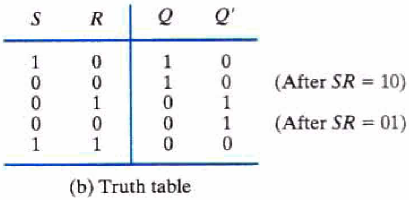 S R Q Q'
1 0 1 0
0 0 1 0 (After SR = 10)
0 1 0 1
0 0 0 1 (After SR = 01)
1 1 0 0
(b) Truth table